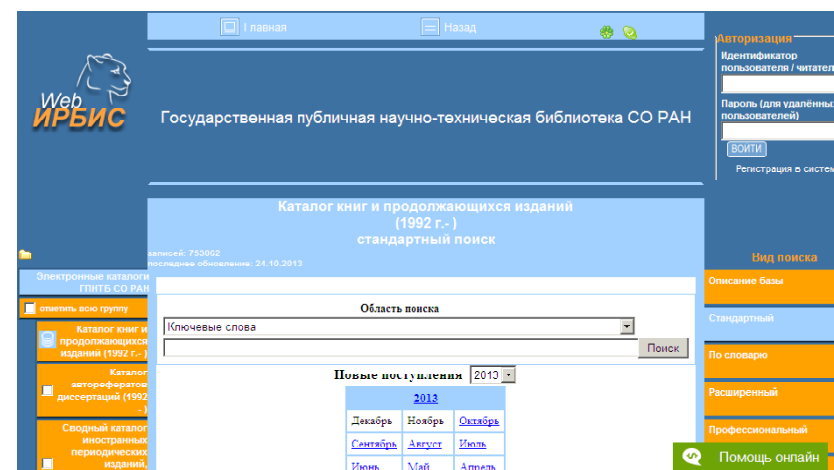 Главная
Назад
Авторизация
Идентификатор
пользователя / читател
Пароль (для удалённы
пользователей)
ВОЙТИ
Регистрация в систем
Web
ИРБИС
Государственная публичная научно-техническая библиотека СО РАН
Каталог книг и продолжающихся изданий
(1992 г.- )
стандартный поиск
записей: 753002
последнее обновление: 24.10.2013
Электронные каталоги
ГПНТБ СО РАН
отметить всю группу
Каталог книг и
продолжающихся
изданий (1992 г.- )
Каталог
авторефератов
диссертаций (1992
- )
Сводный каталог
иностранных
периодических
изданий,
Область поиска
Ключевые слова
Поиск
Новые поступления 2013
2013
Декабрь Ноябрь Октябрь
Сентябрь Август Июль
Июнь Май Апрель
Вид поиска
Описание базы
Стандартный
По словарю
Расширенный
Профессиональный
Помощь онлайн